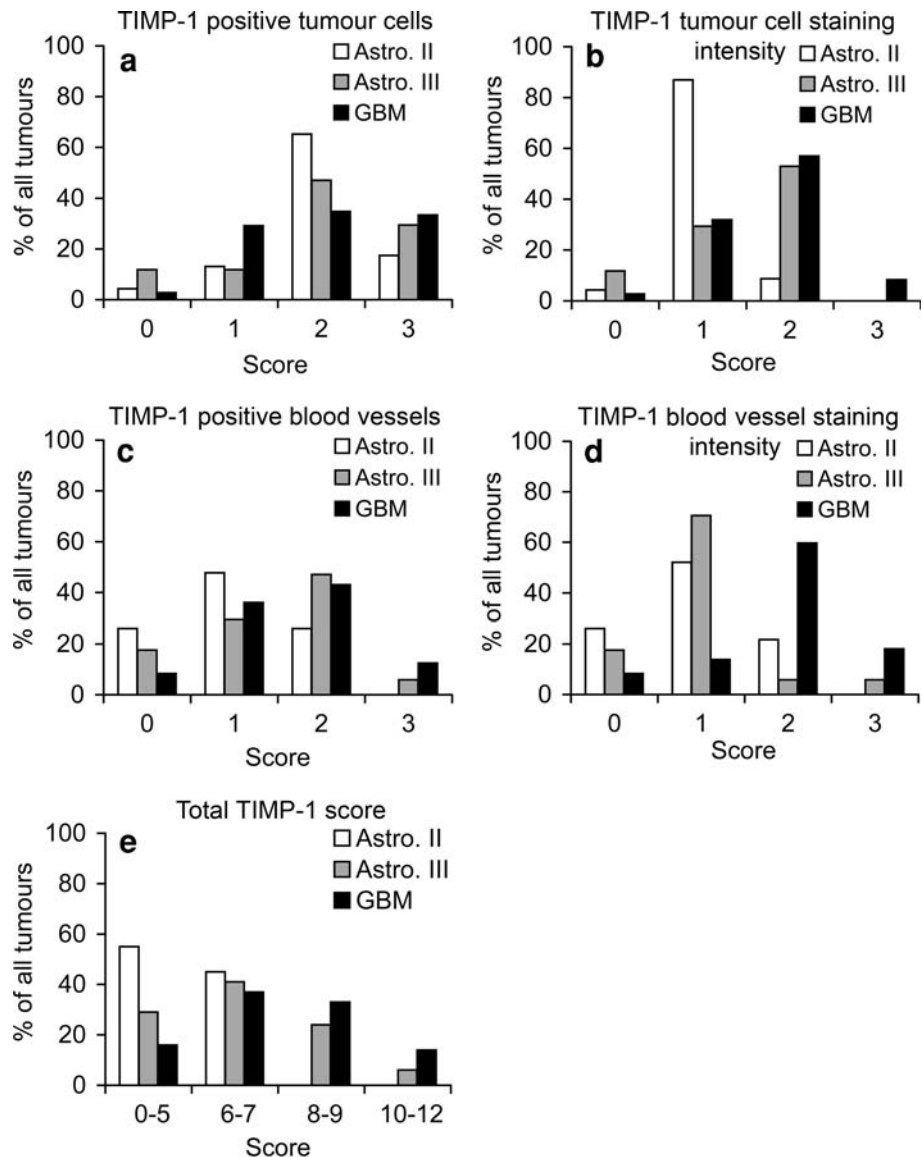 TIMP-1 positive tumour cells
a
Astro. II
Astro. III
GBM
% of all tumours
100
80
60
40
20
0
0 1 2 3
Score
TIMP-1 tumour cell staining
intensity
b
Astro. II
Astro. III
GBM
% of all tumours
100
80
60
40
20
0
0 1 2 3
Score
TIMP-1 positive blood vessels
c
Astro. II
Astro. III
GBM
% of all tumours
100
80
60
40
20
0
0 1 2 3
Score
TIMP-1 blood vessel staining
intensity
d
Astro. II
Astro. III
GBM
% of all tumours
100
80
60
40
20
0
0 1 2 3
Score
Total TIMP-1 score
e
Astro. II
Astro. III
GBM
% of all tumours
100
80
60
40
20
0
0-5 6-7 8-9 10-12
Score